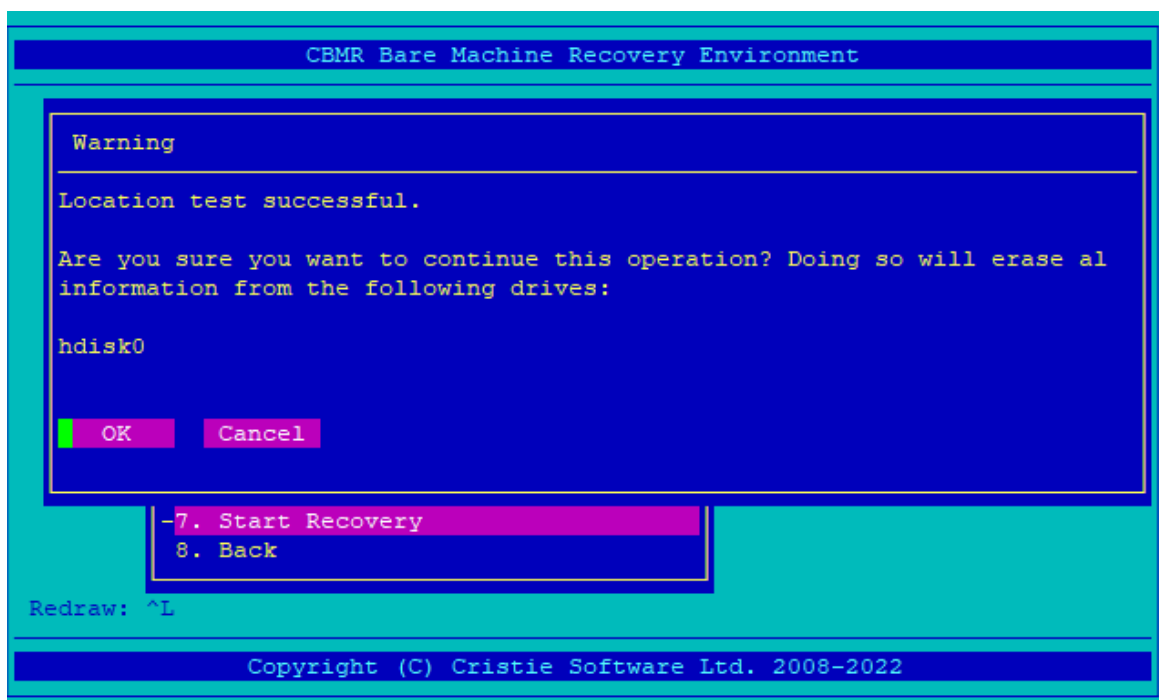 CBMR Bare Machine Recovery Environment
Warning
Location test successful.
Are you sure you want to continue this operation? Doing so will erase al
information from the following drives:
hdisk0
OK Cancel
-7. Start Recovery
8. Back
Redraw: ^L
Copyright (C) Cristie Software Ltd. 2008-2022